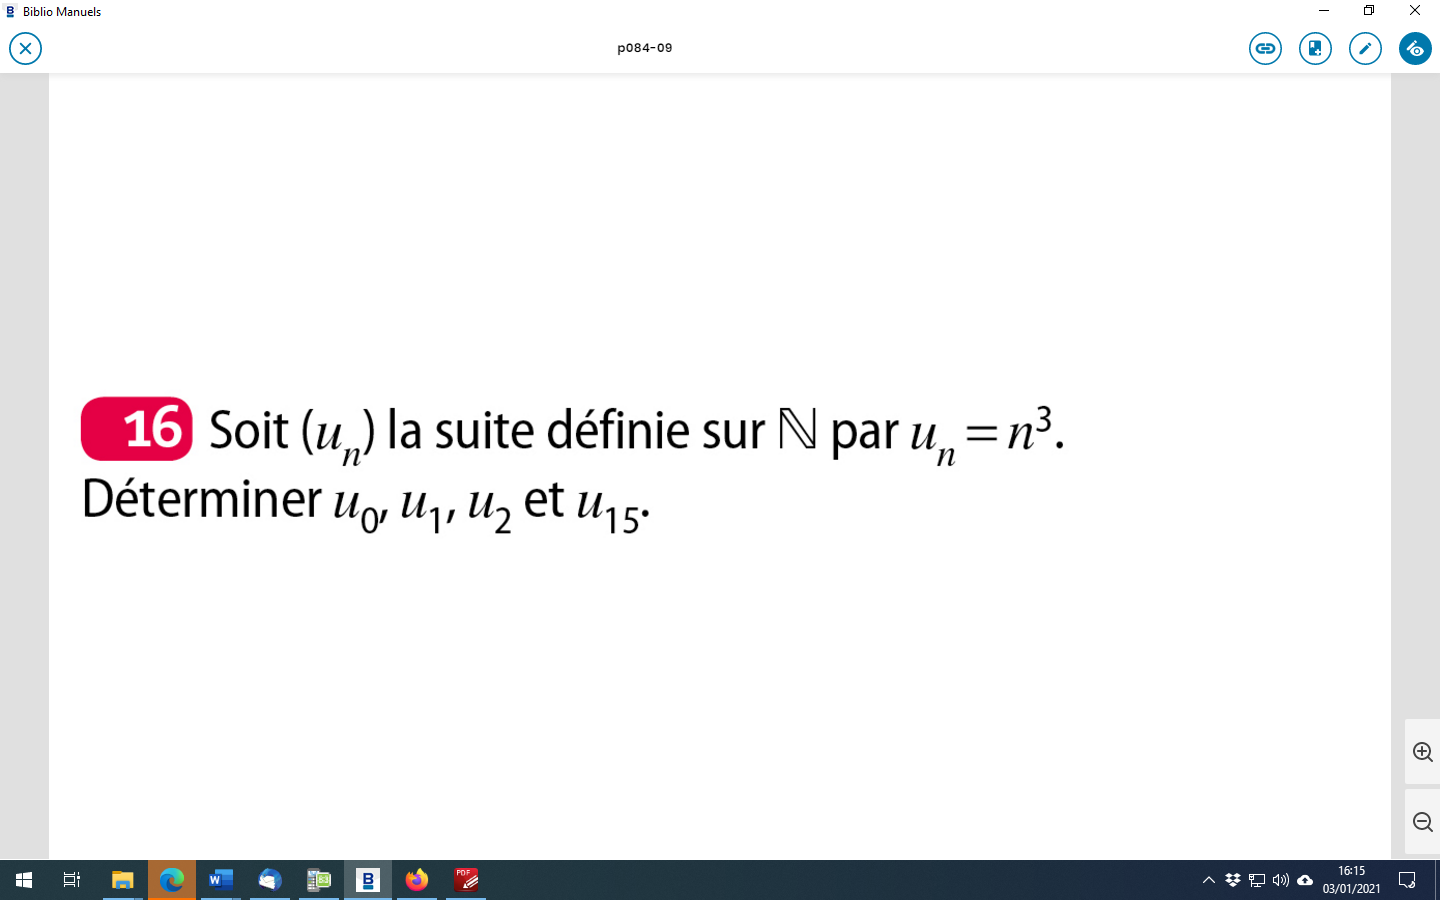 Biblio Manuels
p084-09
16 Soit (uₙ) la suite définie sur ℕ par uₙ = n³.
Déterminer u₀, u₁, u₂ et u₁₅.
16:15
03/01/2021